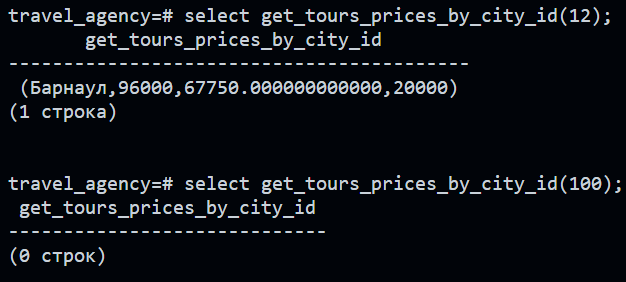 travel_agency=# select get_tours_prices_by_city_id(12);
get_tours_prices_by_city_id
------------------------------------------
(Барнаул,96000,67750.000000000000,20000)
(1 строка)
travel_agency=# select get_tours_prices_by_city_id(100);
get_tours_prices_by_city_id
-----------------------------
(0 строк)